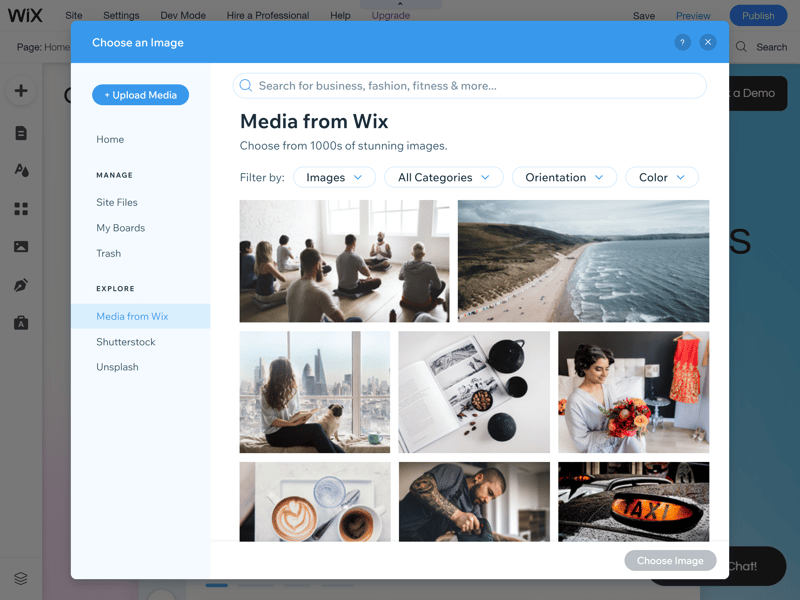 WiX Site Settings Dev Mode Hire a Professional Help Upgrade Save Preview Publish
Page: Home
Search
Choose an Image
?
+ Upload Media
Home
MANAGE
Site Files
My Boards
Trash
EXPLORE
Media from Wix
Shutterstock
Unsplash
Search for business, fashion, fitness & more...
Media from Wix
Choose from 1000s of stunning images.
Filter by: Images All Categories Orientation Color
TAXI
Choose Image
a Demo
S
Chat!